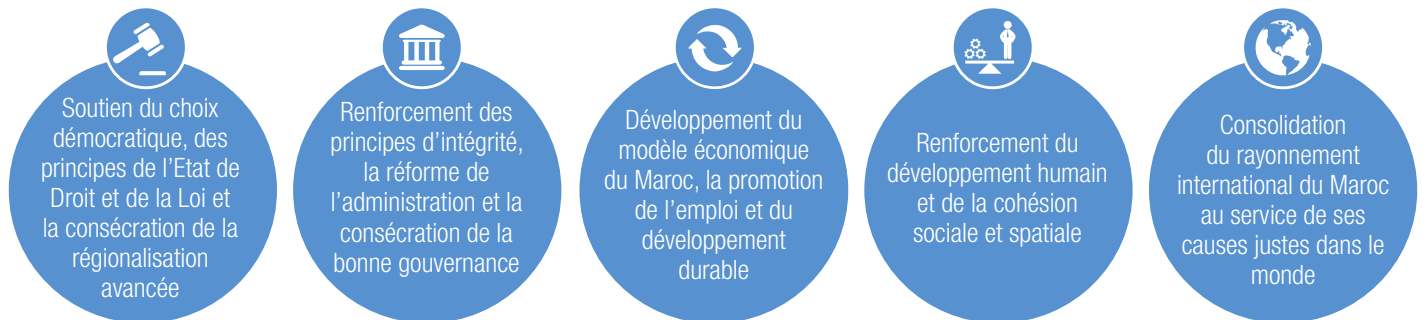 Soutien du choix
démocratique, des
principes de l’Etat de
Droit et de la Loi et
la consécration de la
régionalisation
avancée
Renforcement des
principes d’intégrité,
la réforme de
l’administration et la
consécration de la
bonne gouvernance
Développement du
modèle économique
du Maroc, la promotion
de l’emploi et du
développement
durable
Renforcement du
développement humain
et de la cohésion
sociale et spatiale
Consolidation
du rayonnement
international du Maroc
au service de ses
causes justes dans le
monde